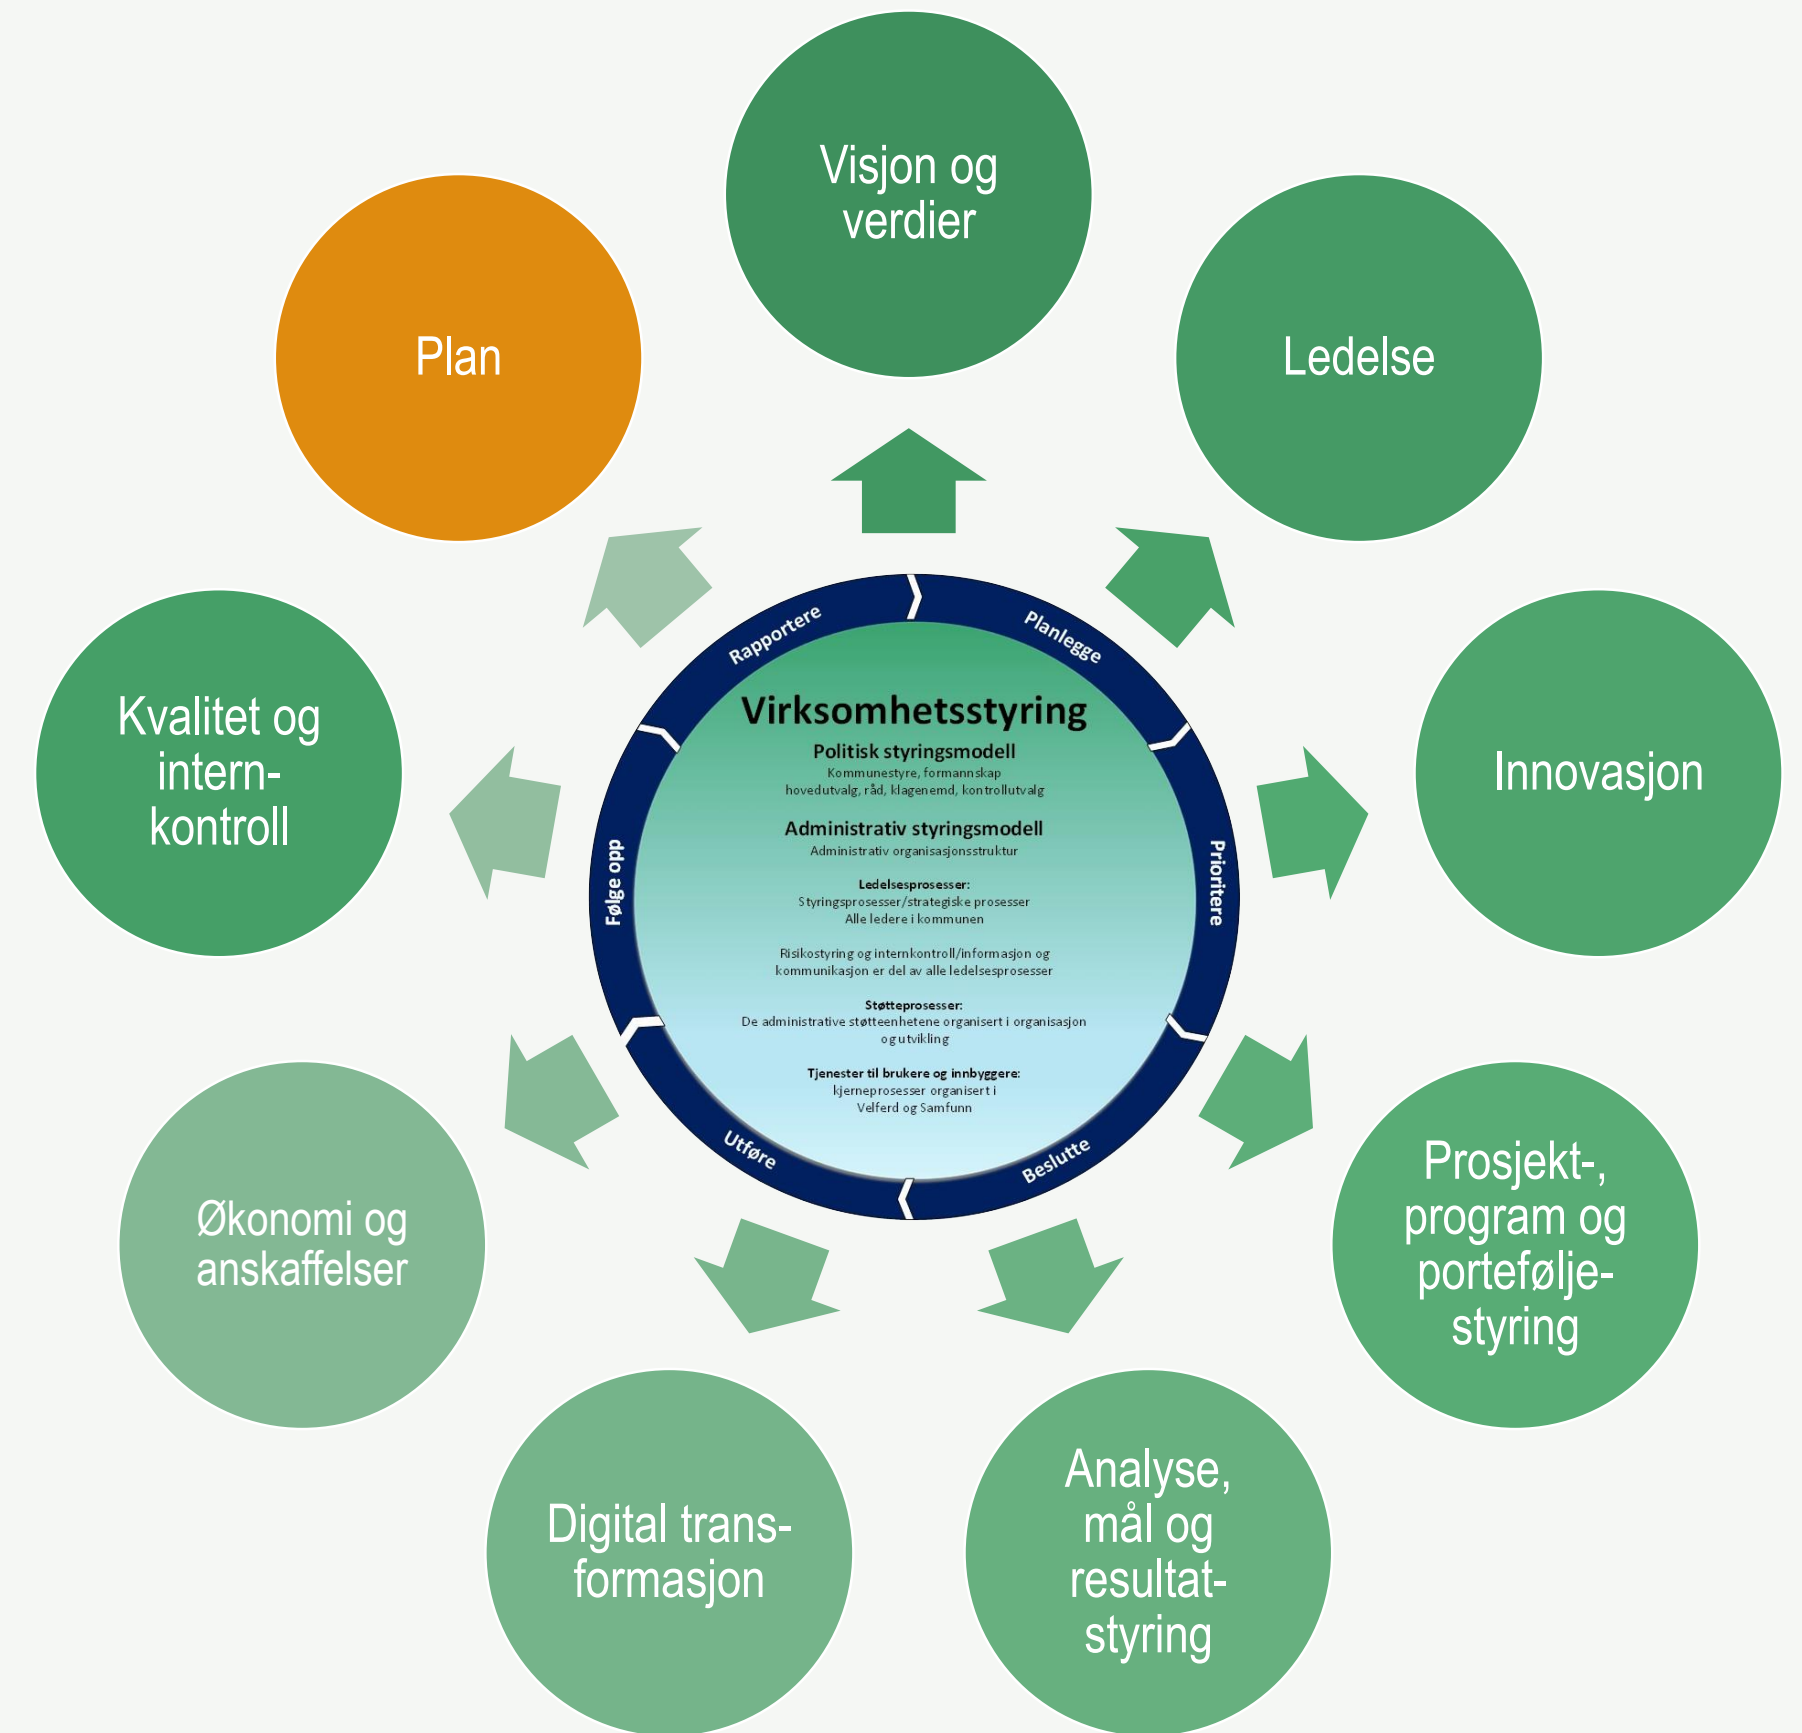 Visjon og
verdier
Plan
Ledelse
Kvalitet og
intern-
kontroll
Innovasjon
Økonomi og
anskaffelser
Prosjekt-,
program og
portefølje-
styring
Digital trans-
formasjon
Analyse,
mål og
resultat-
styring
Rapportere
Planlegge
Prioritere
Beslutte
Utføre
Følge opp
Virksomhetsstyring
Politisk styringsmodell
Kommunestyre, formannskap
hovedutvalg, råd, klagenemd, kontrollutvalg
Administrativ styringsmodell
Administrativ organisasjonsstruktur
Ledelsesprosesser:
Styringsprosesser/strategiske prosesser
Alle ledere i kommunen
Risikostyring og internkontroll/informasjon og
kommunikasjon er del av alle ledelsesprosesser
Støtteprosesser:
De administrative støtteenhetene organisert i organisasjon
og utvikling
Tjenester til brukere og innbyggere:
kjerneprosesser organisert i
Velferd og Samfunn